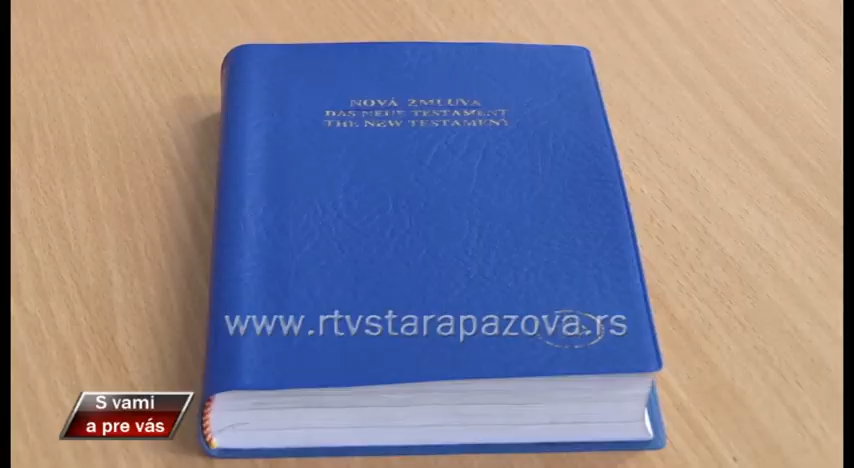 NOVÁ ZMLUVA
DAS NEUE TESTAMENT
THE NEW TESTAMENT
www.rtvstarapazova.rs
S vami
a pre vás